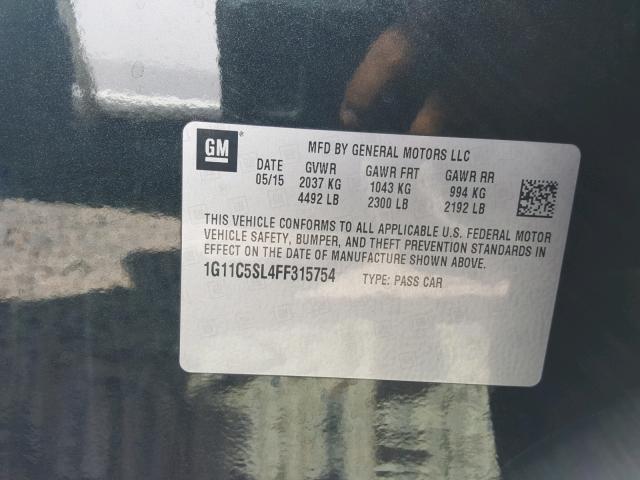 GM
MFD BY GENERAL MOTORS LLC
DATE GVWR GAWR FRT GAWR RR
05/15 2037 KG 1043 KG 994 KG
4492 LB 2300 LB 2192 LB
THIS VEHICLE CONFORMS TO ALL APPLICABLE U.S. FEDERAL MOTOR
VEHICLE SAFETY, BUMPER, AND THEFT PREVENTION STANDARDS IN
EFFECT ON THE DATE OF MANUFACTURE SHOWN ABOVE.
1G11C5SL4FF315754 TYPE: PASS CAR